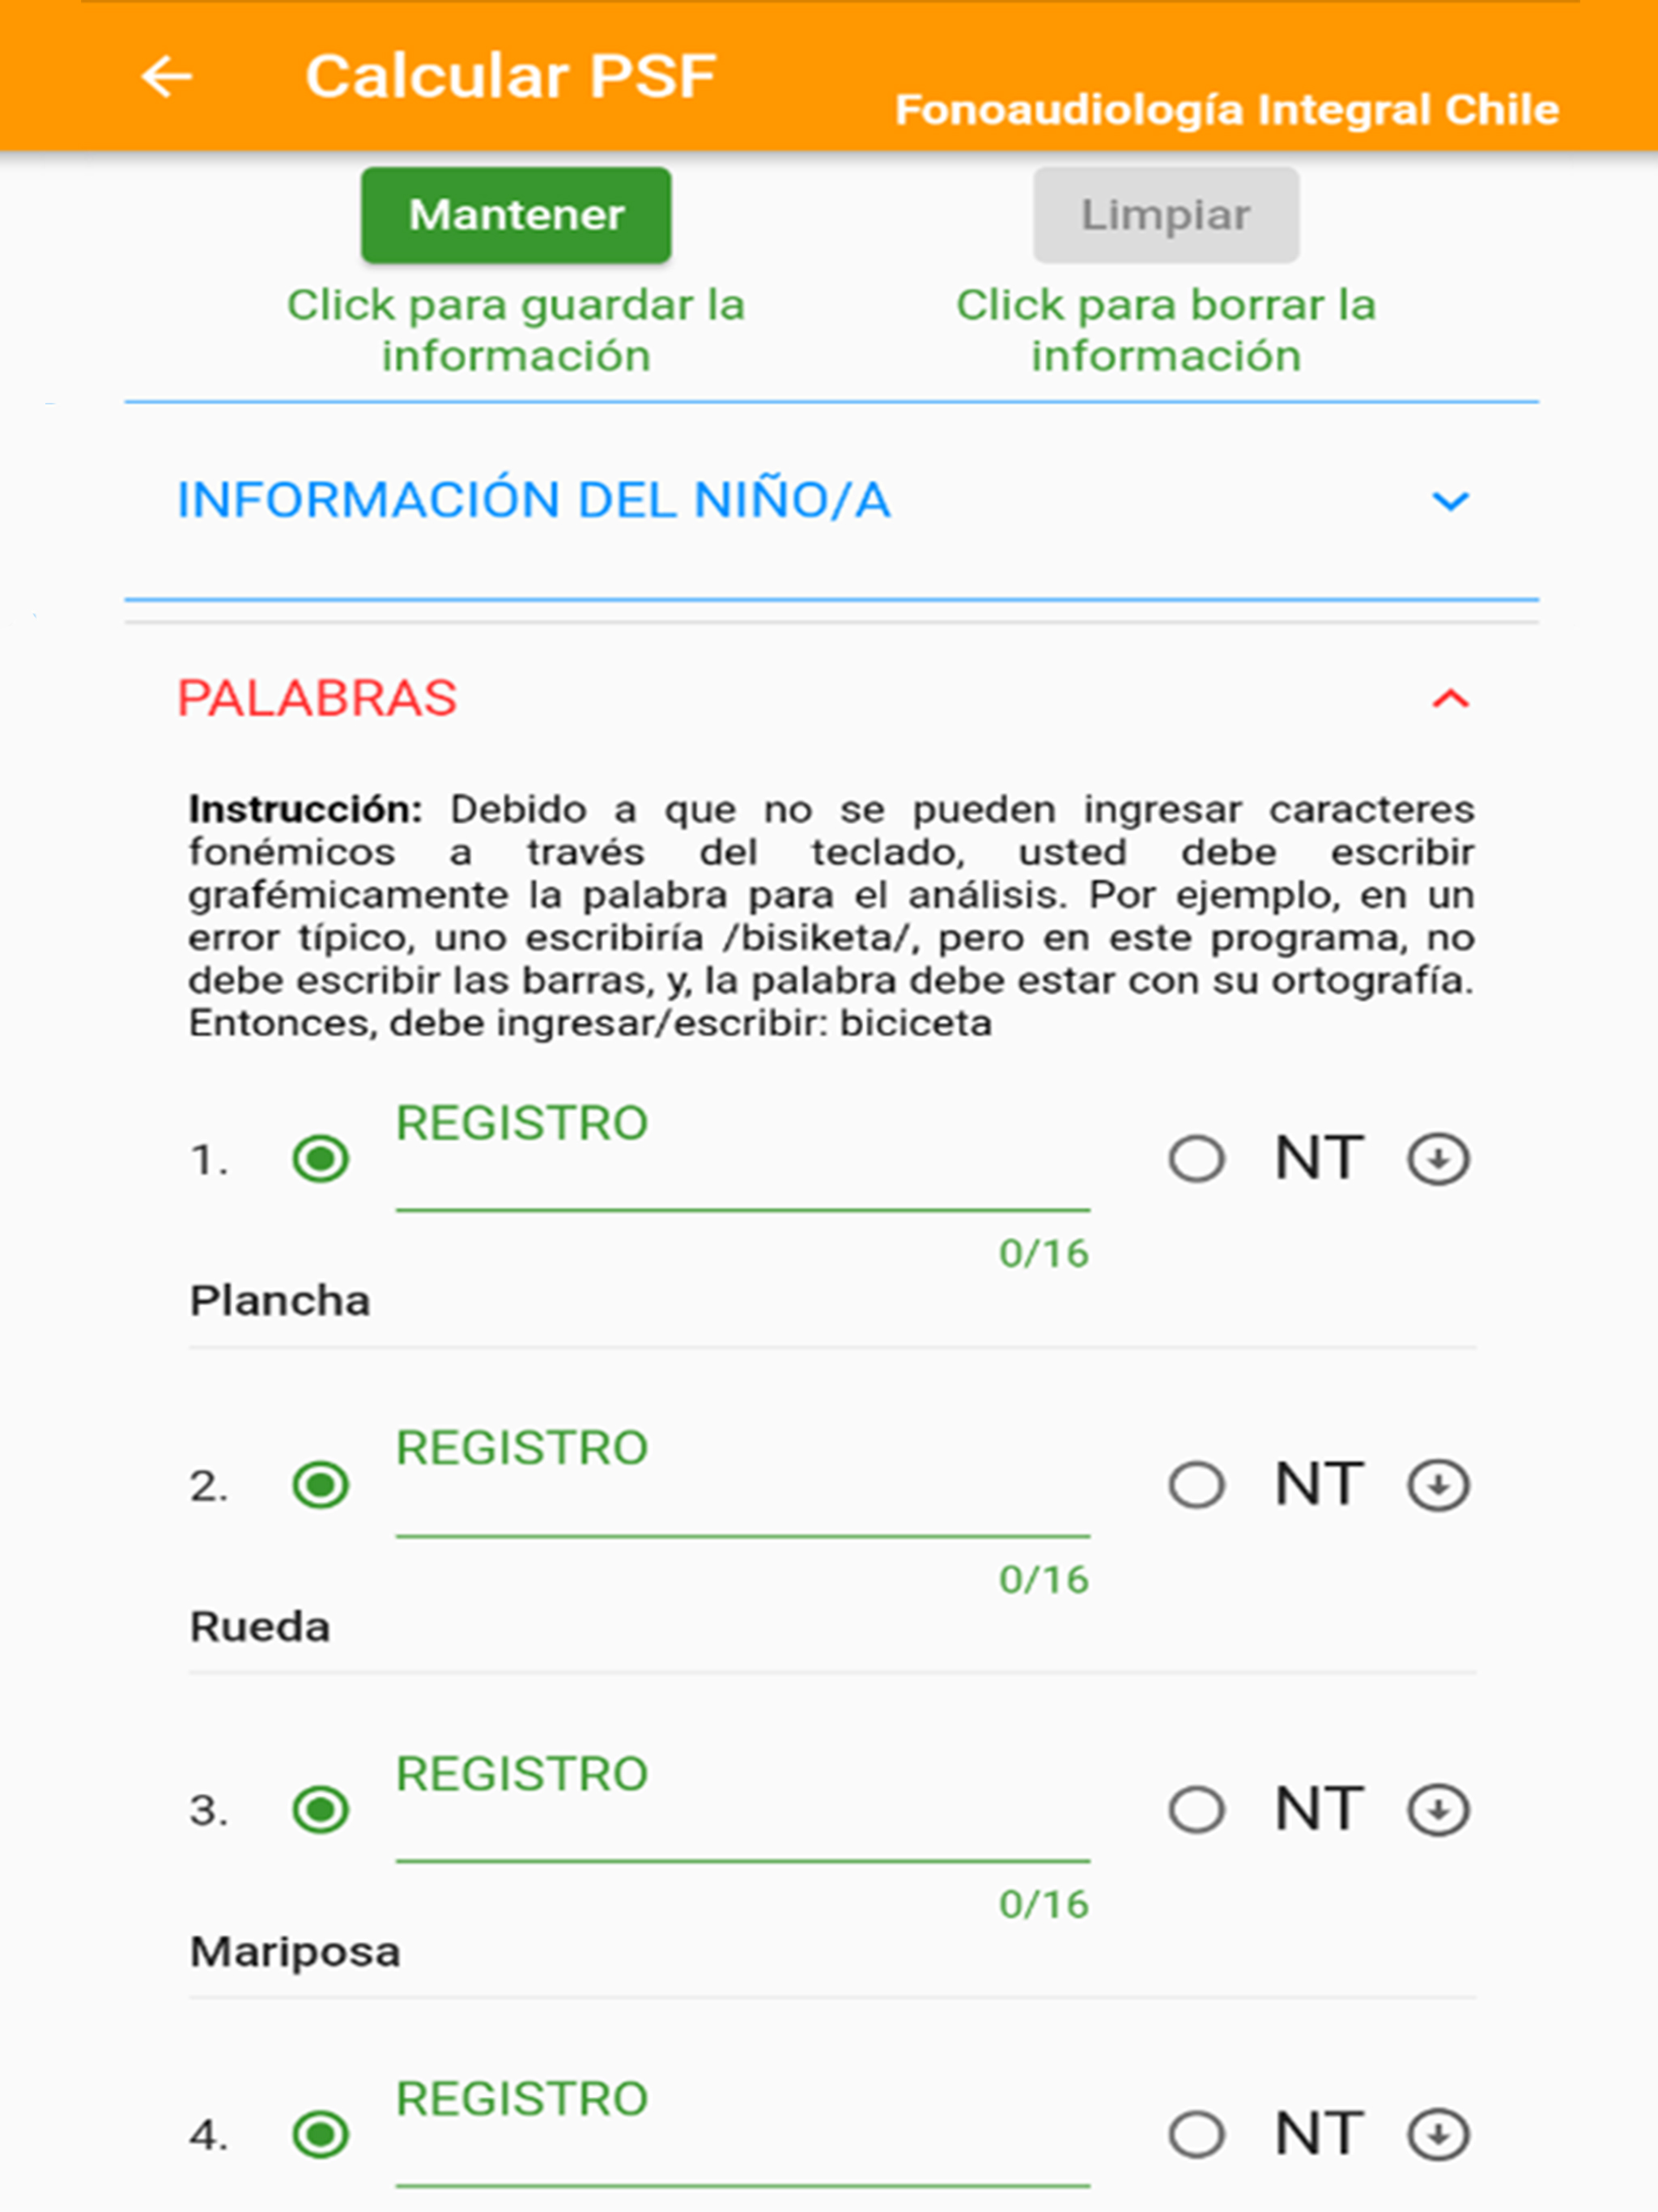 Calcular PSF
Fonoaudiología Integral Chile
Mantener
Limpiar
Click para guardar la
información
Click para borrar la
información
INFORMACIÓN DEL NIÑO/A
PALABRAS
Instrucción: Debido a que no se pueden ingresar caracteres
fonémicos a través del teclado, usted debe escribir
grafémicamente la palabra para el análisis. Por ejemplo, en un
error típico, uno escribiría /bisiketa/, pero en este programa, no
debe escribir las barras, y, la palabra debe estar con su ortografía.
Entonces, debe ingresar/escribir: biciceta
1. REGISTRO NT
0/16
Plancha
2. REGISTRO NT
0/16
Rueda
3. REGISTRO NT
0/16
Mariposa
4. REGISTRO NT